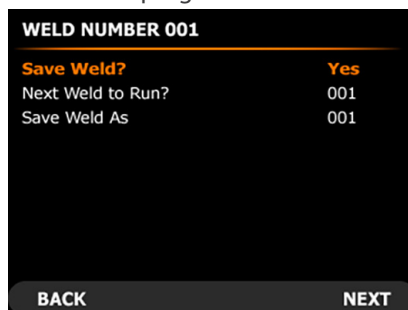 WELD NUMBER 001
Save Weld? Yes
Next Weld to Run? 001
Save Weld As 001
BACK NEXT